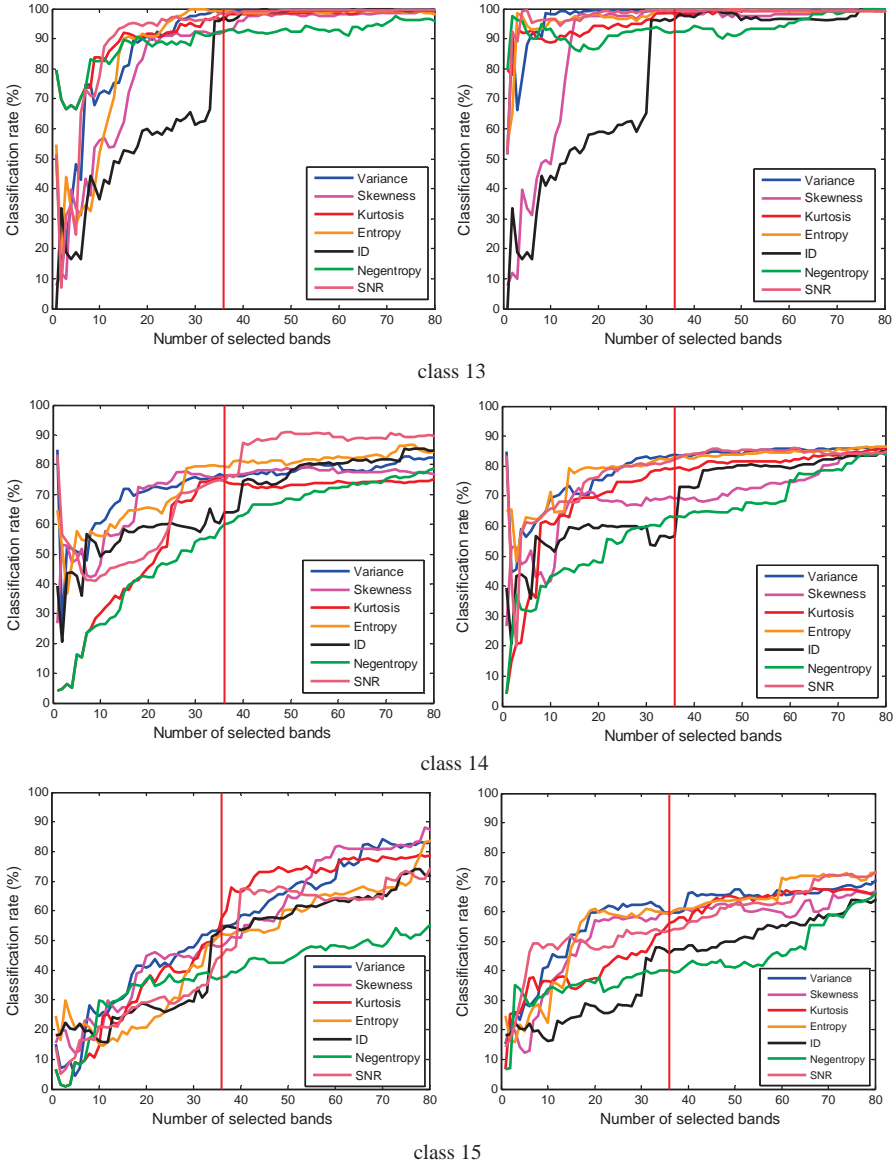 100
90
80
70
60
50
40
30
20
10
0
Classification rate (%)
Variance
Skewness
Kurtosis
Entropy
ID
Negentropy
SNR
0 10 20 30 40 50 60 70 80
Number of selected bands
100
90
80
70
60
50
40
30
20
10
0
Classification rate (%)
Variance
Skewness
Kurtosis
Entropy
ID
Negentropy
SNR
0 10 20 30 40 50 60 70 80
Number of selected bands
class 13
100
90
80
70
60
50
40
30
20
10
0
Classification rate (%)
Variance
Skewness
Kurtosis
Entropy
ID
Negentropy
SNR
0 10 20 30 40 50 60 70 80
Number of selected bands
100
90
80
70
60
50
40
30
20
10
0
Classification rate (%)
Variance
Skewness
Kurtosis
Entropy
ID
Negentropy
SNR
0 10 20 30 40 50 60 70 80
Number of selected bands
class 14
100
90
80
70
60
50
40
30
20
10
0
Classification rate (%)
Variance
Skewness
Kurtosis
Entropy
ID
Negentropy
SNR
0 10 20 30 40 50 60 70 80
Number of selected bands
100
90
80
70
60
50
40
30
20
10
0
Classification rate (%)
Variance
Skewness
Kurtosis
Entropy
ID
Negentropy
SNR
0 10 20 30 40 50 60 70 80
Number of selected bands
class 15